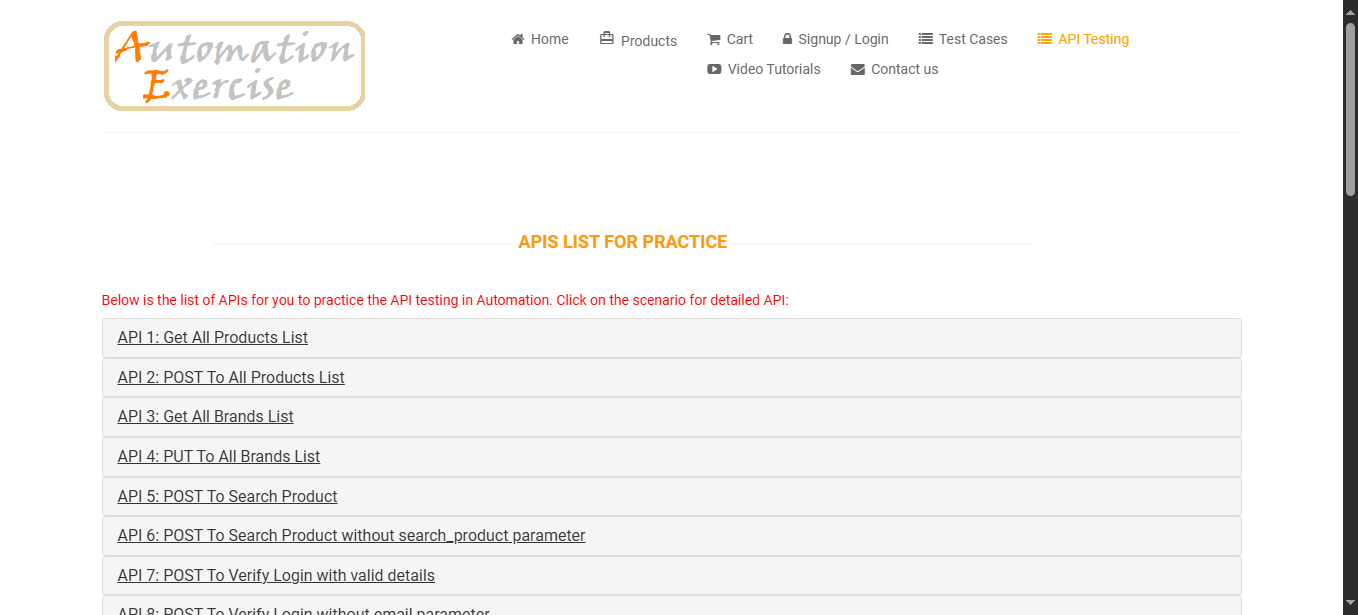 Automation
Exercise
Home
Products
Cart
Signup / Login
Test Cases
API Testing
Video Tutorials
Contact us
APIS LIST FOR PRACTICE
Below is the list of APIs for you to practice the API testing in Automation. Click on the scenario for detailed API:
API 1: Get All Products List
API 2: POST To All Products List
API 3: Get All Brands List
API 4: PUT To All Brands List
API 5: POST To Search Product
API 6: POST To Search Product without search_product parameter
API 7: POST To Verify Login with valid details
API 8: POST To Verify Login without email parameter